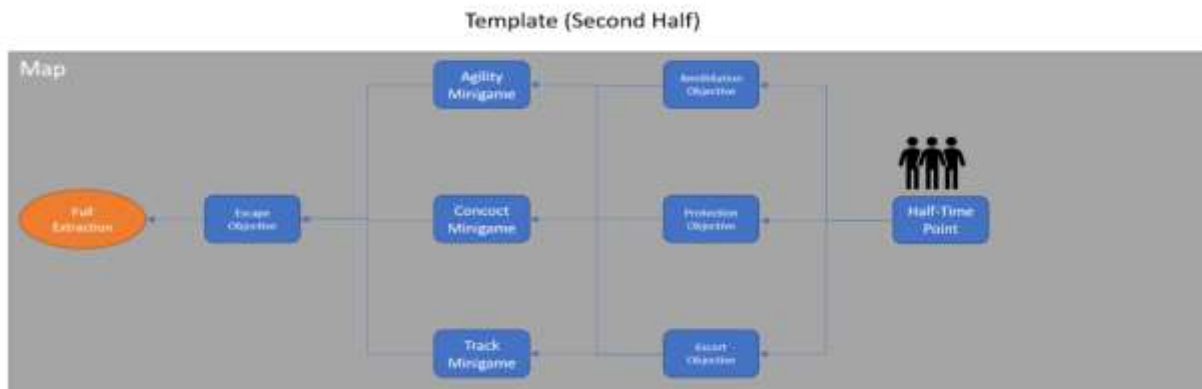 Template (Second Half)
Map
Agility
Minigame
Annihilation
Objective
Full
Extraction
Escape
Objective
Concoct
Minigame
Protection
Objective
Half-Time
Point
Track
Minigame
Escort
Objective